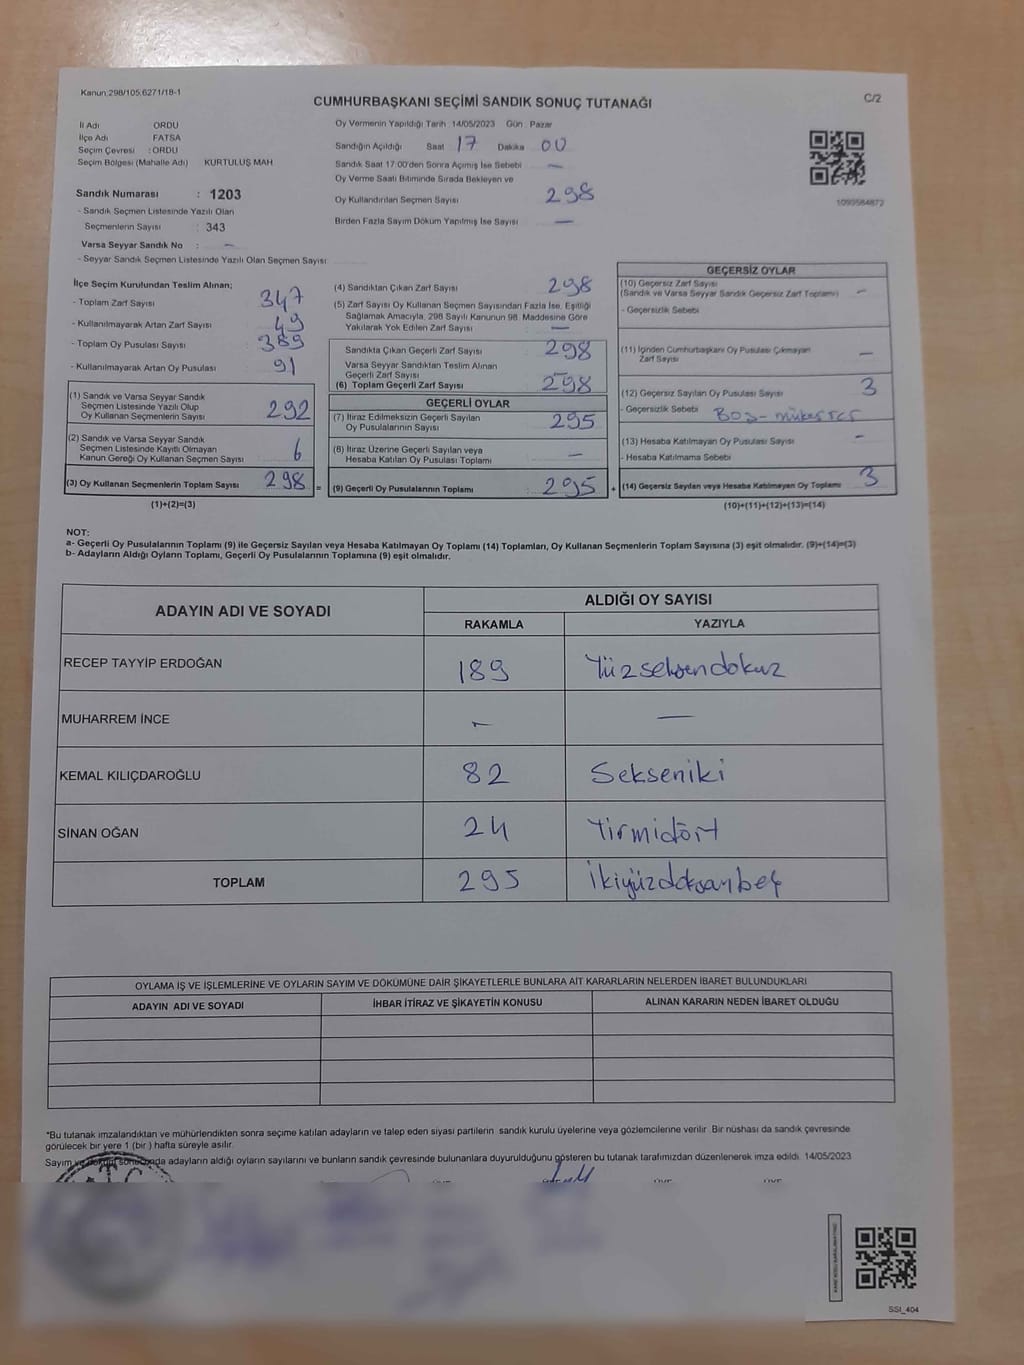 Kanun:298/105.6271/18-1
C/2
CUMHURBAŞKANI SEÇİMİ SANDIK SONUÇ TUTANAĞI
İl Adı ORDU
İlçe Adı FATSA
Seçim Çevresi : ORDU
Seçim Bölgesi (Mahalle Adı) KURTULUŞ MAH
Sandık Numarası : 1203
- Sandık Seçmen Listesinde Yazılı Olan
Seçmenlerin Sayısı : 343
Varsa Seyyar Sandık No : -
- Seyyar Sandık Seçmen Listesinde Yazılı Olan Seçmen Sayısı
Oy Vermenin Yapıldığı Tarih : 14/05/2023 Gün : Pazar
Sandığın Açıldığı Saat 17 Dakika 00
Sandık Saat 17:00'den Sonra Açılmış İse Sebebi -
Oy Verme Saati Bitiminde Sırada Bekleyen ve
Oy Kullandırılan Seçmen Sayısı 298
Birden Fazla Sayım Döküm Yapılmış İse Sayısı -
1093584872
İlçe Seçim Kurulundan Teslim Alınan;
- Toplam Zarf Sayısı 347
- Kullanılmayarak Artan Zarf Sayısı 49
- Toplam Oy Pusulası Sayısı 389
- Kullanılmayarak Artan Oy Pusulası 91
(1) Sandık ve Varsa Seyyar Sandık
Seçmen Listesinde Yazılı Olup
Oy Kullanan Seçmenlerin Sayısı 292
(2) Sandık ve Varsa Seyyar Sandık
Seçmen Listesinde Kayıtlı Olmayan
Kanun Gereği Oy Kullanan Seçmen Sayısı 6
(3) Oy Kullanan Seçmenlerin Toplam Sayısı 298 =
(1)+(2)=(3)
(4) Sandıktan Çıkan Zarf Sayısı 298
(5) Zarf Sayısı Oy Kullanan Seçmen Sayısından Fazla İse, Eşitliği
Sağlamak Amacıyla, 298 Sayılı Kanunun 98. Maddesine Göre
Yakılarak Yok Edilen Zarf Sayısı -
Sandıkta Çıkan Geçerli Zarf Sayısı 298
Varsa Seyyar Sandıktan Teslim Alınan
Geçerli Zarf Sayısı -
(6) Toplam Geçerli Zarf Sayısı 298
GEÇERLİ OYLAR
(7) İtiraz Edilmeksizin Geçerli Sayılan
Oy Pusulalarının Sayısı 295
(8) İtiraz Üzerine Geçerli Sayılan veya
Hesaba Katılan Oy Pusulası Toplamı -
(9) Geçerli Oy Pusulalarının Toplamı 295 +
GEÇERSİZ OYLAR
(10) Geçersiz Zarf Sayısı
(Sandık ve Varsa Seyyar Sandık Geçersiz Zarf Toplamı) -
- Geçersizlik Sebebi
(11) İçinden Cumhurbaşkanı Oy Pusulası Çıkmayan
Zarf Sayısı -
(12) Geçersiz Sayılan Oy Pusulası Sayısı 3
- Geçersizlik Sebebi BOŞ-mükerrer
(13) Hesaba Katılmayan Oy Pusulası Sayısı -
- Hesaba Katılmama Sebebi
(14) Geçersiz Sayılan veya Hesaba Katılmayan Oy Toplamı 3
(10)+(11)+(12)+(13)=(14)
NOT:
a- Geçerli Oy Pusulalarının Toplamı (9) ile Geçersiz Sayılan veya Hesaba Katılmayan Oy Toplamı (14) Toplamları, Oy Kullanan Seçmenlerin Toplam Sayısına (3) eşit olmalıdır. (9)+(14)=(3)
b- Adayların Aldığı Oyların Toplamı, Geçerli Oy Pusulalarının Toplamına (9) eşit olmalıdır.
ADAYIN ADI VE SOYADI ALDIĞI OY SAYISI
RAKAMLA YAZIYLA
RECEP TAYYİP ERDOĞAN 189 Yüzseksendokuz
MUHARREM İNCE - -
KEMAL KILIÇDAROĞLU 82 Sekseniki
SİNAN OĞAN 24 Yirmidört
TOPLAM 295 İkiyüzdoksanbeş
OYLAMA İŞ VE İŞLEMLERİNE VE OYLARIN SAYIM VE DÖKÜMÜNE DAİR ŞİKAYETLERLE BUNLARA AİT KARARLARIN NELERDEN İBARET BULUNDUKLARI
ADAYIN ADI VE SOYADI İHBAR İTİRAZ VE ŞİKAYETİN KONUSU ALINAN KARARIN NEDEN İBARET OLDUĞU
*Bu tutanak imzalandıktan ve mühürlendikten sonra seçime katılan adayların ve talep eden siyasi partilerin sandık kurulu üyelerine veya gözlemcilerine verilir. Bir nüshası da sandık çevresinde
görülecek bir yere 1 (bir ) hafta süreyle asılır.
Sayım ve döküm sonucunda adayların aldığı oyların sayılarını ve bunların sandık çevresinde bulunanlara duyurulduğunu gösteren bu tutanak tarafımızdan düzenlenerek imza edildi. 14/05/2023
SSI_404